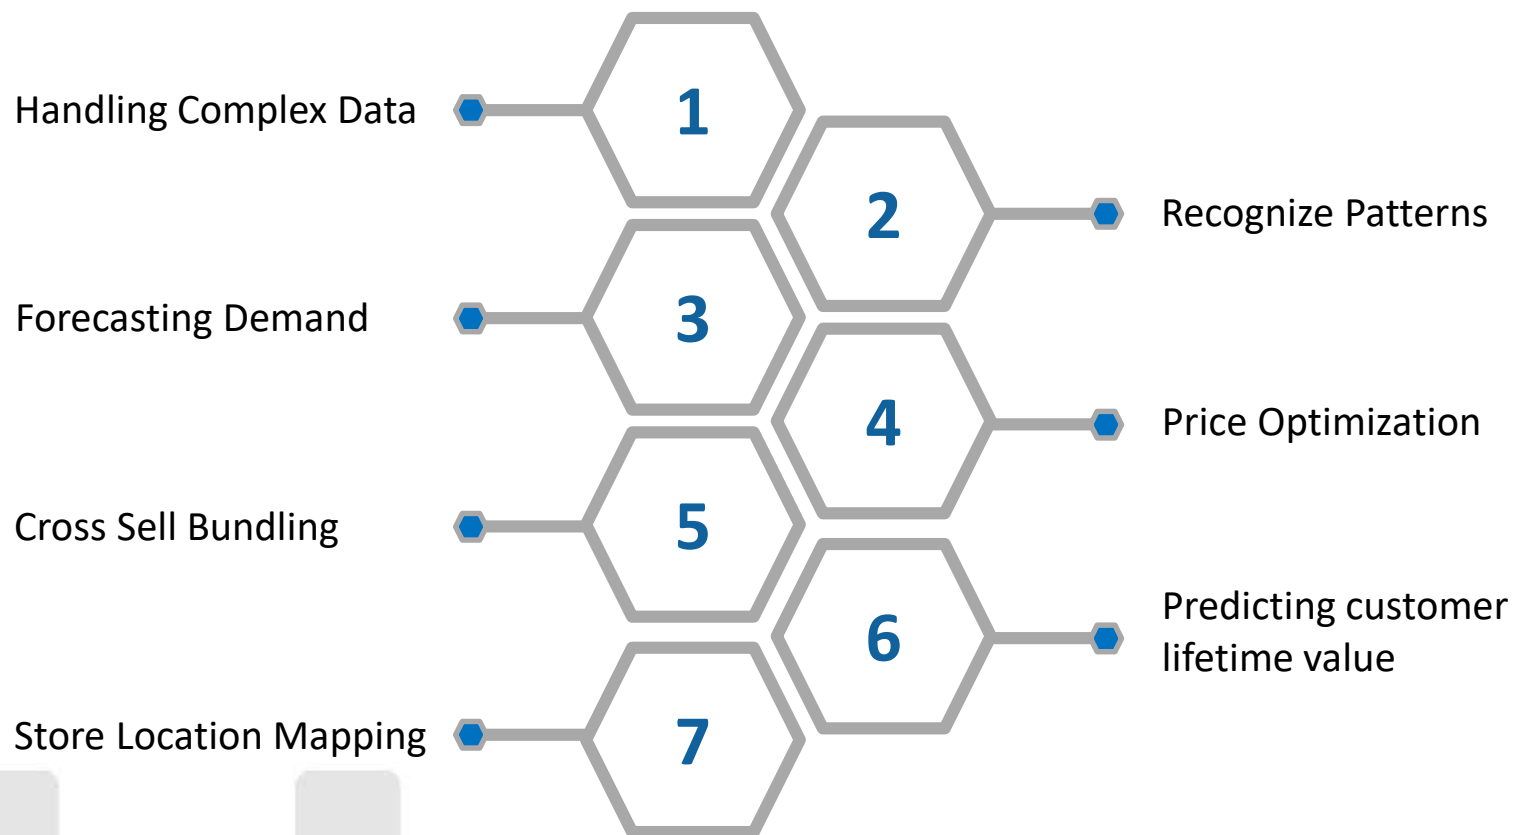 Handling Complex Data
1
2
Recognize Patterns
Forecasting Demand
3
4
Price Optimization
Cross Sell Bundling
5
6
Predicting customer
lifetime value
Store Location Mapping
7